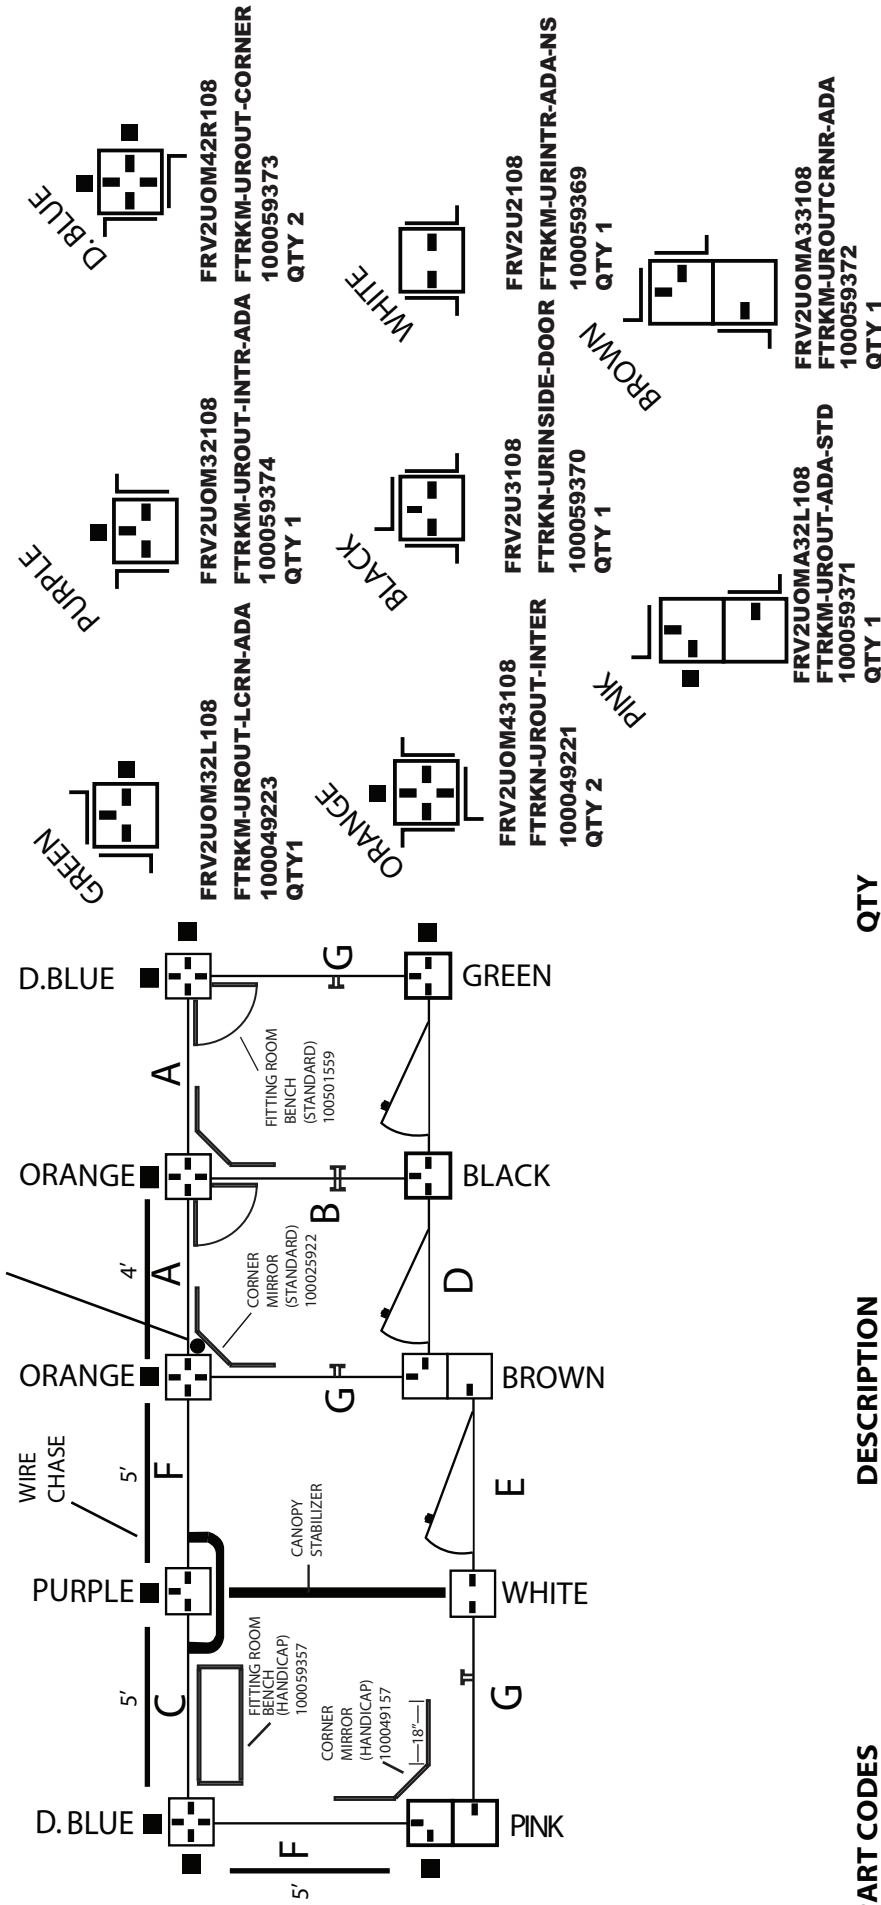 D.BLUE
ORANGE
4'
ORANGE
WIRE
CHASE
5'
PURPLE
5'
D. BLUE
A
A
F
C
FITTING ROOM
BENCH
(STANDARD)
100501559
CORNER
MIRROR
(STANDARD)
100025922
CANOPY
STABILIZER
FITTING ROOM
BENCH
(HANDICAP)
100059357
CORNER
MIRROR
(HANDICAP)
100049157
18"
F
5'
G
B
G
D
E
G
GREEN
BLACK
BROWN
WHITE
PINK
GREEN
FRV2UOM32L108
FTRKM-UROUT-LCRN-ADA
100049223
QTY1
PURPLE
FRV2UOM32108
FTRKM-UROUT-INTR-ADA
100059374
QTY 1
D.BLUE
FRV2UOM42R108
FTRKM-UROUT-CORNER
100059373
QTY 2
ORANGE
FRV2UOM43108
FTRKN-UROUT-INTER
100049221
QTY 2
BLACK
FRV2U3108
FTRKN-URINSIDE-DOOR
100059370
QTY 1
WHITE
FRV2U2108
FTRKM-URINTR-ADA-NS
100059369
QTY 1
PINK
FRV2UOMA32L108
FTRKM-UROUT-ADA-STD
100059371
QTY 1
BROWN
FRV2UOMA33108
FTRKM-UROUTCRNR-ADA
100059372
QTY 1
ART CODES
DESCRIPTION
QTY